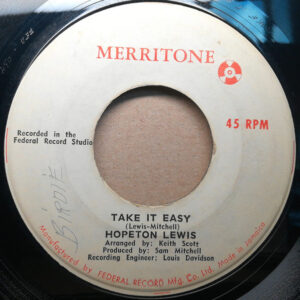 MERRITONE
45 RPM
Recorded in the
Federal Record Studio
BIRDIE
TAKE IT EASY
(Lewis-Mitchell)
HOPETON LEWIS
Arranged by: Keith Scott
Produced by: Sam Mitchell
Recording Engineer: Louis Davidson
Manufactured by FEDERAL RECORD Mfg. Co. Ltd. Made in Jamaica